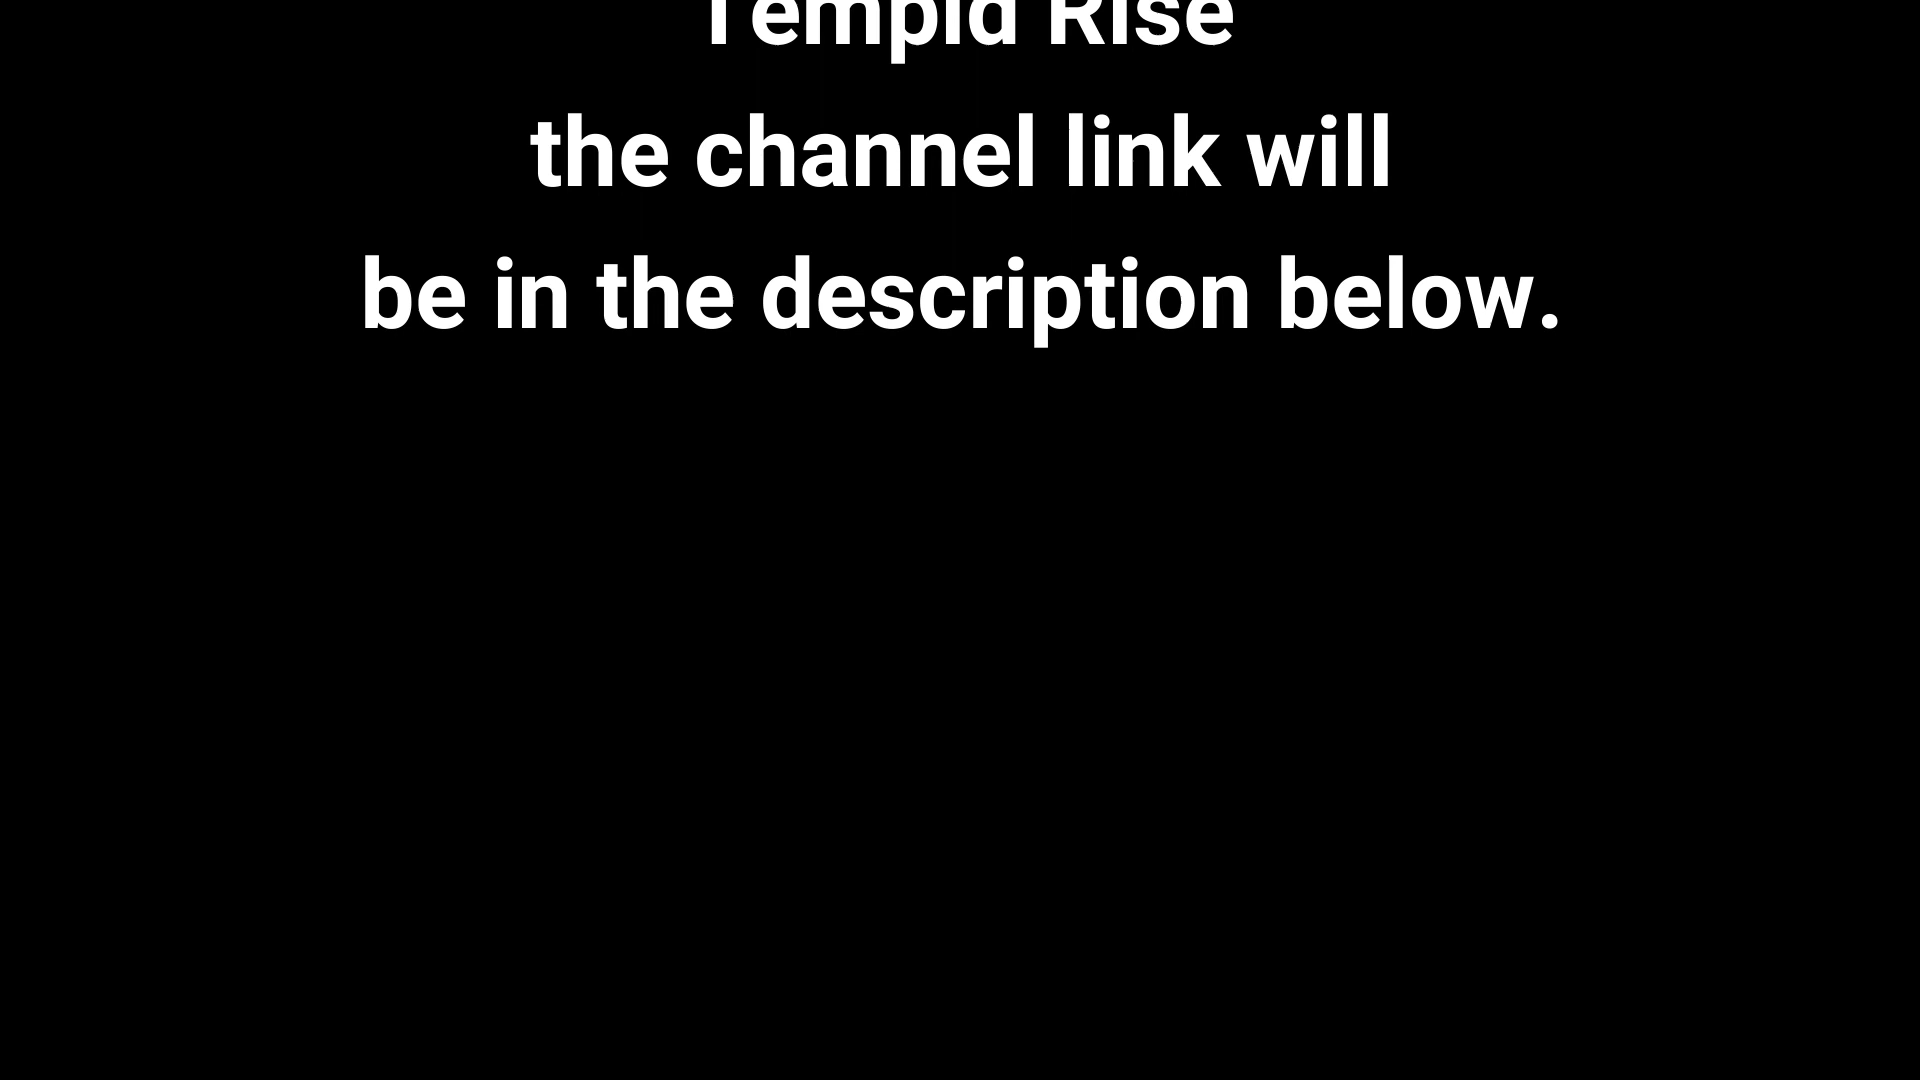 Tempid Rise
the channel link will
be in the description below.